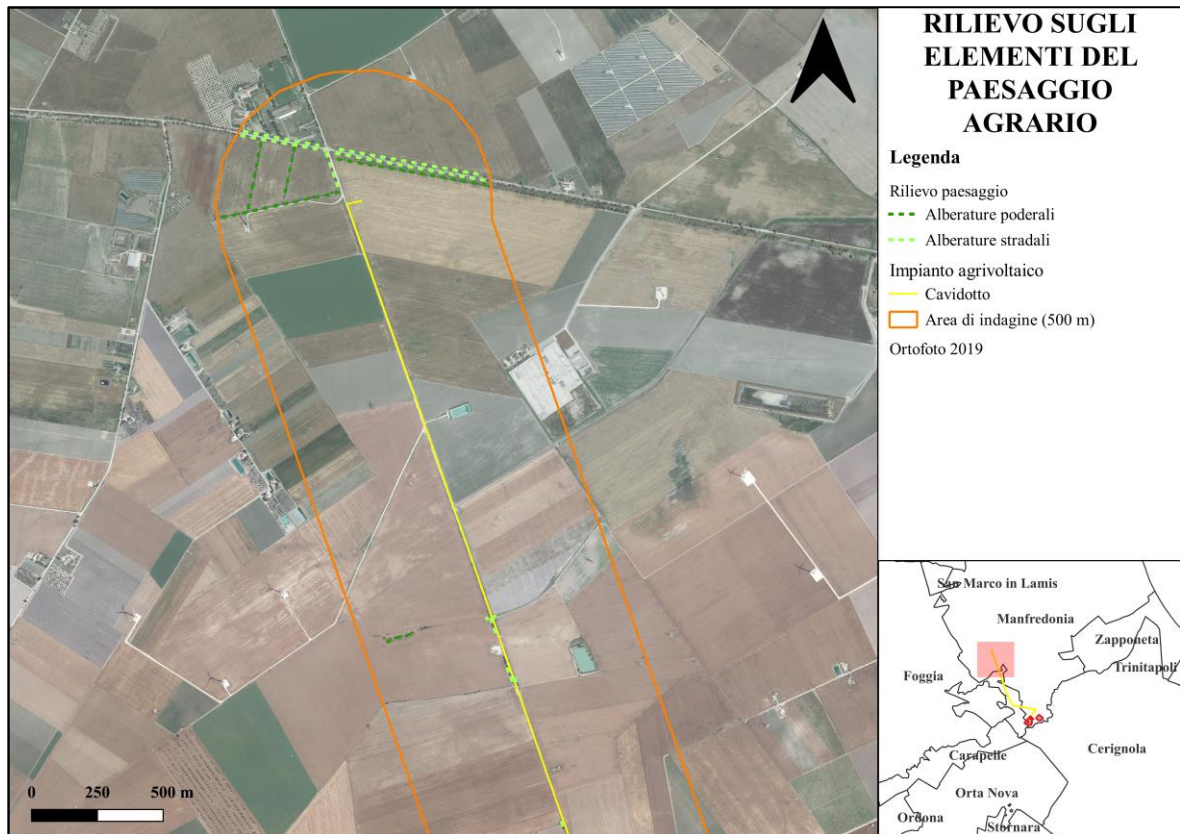 RILIEVO SUGLI
ELEMENTI DEL
PAESAGGIO
AGRARIO
Legenda
Rilievo paesaggio
Alberature poderali
Alberature stradali
Impianto agrivoltaico
Cavidotto
Area di indagine (500 m)
Ortofoto 2019
0 250 500 m
San Marco in Lamis
Manfredonia
Zapponeta
Trinitapoli
Foggia
Cerignola
Carapelle
Orta Nova
Ordona
Stornara